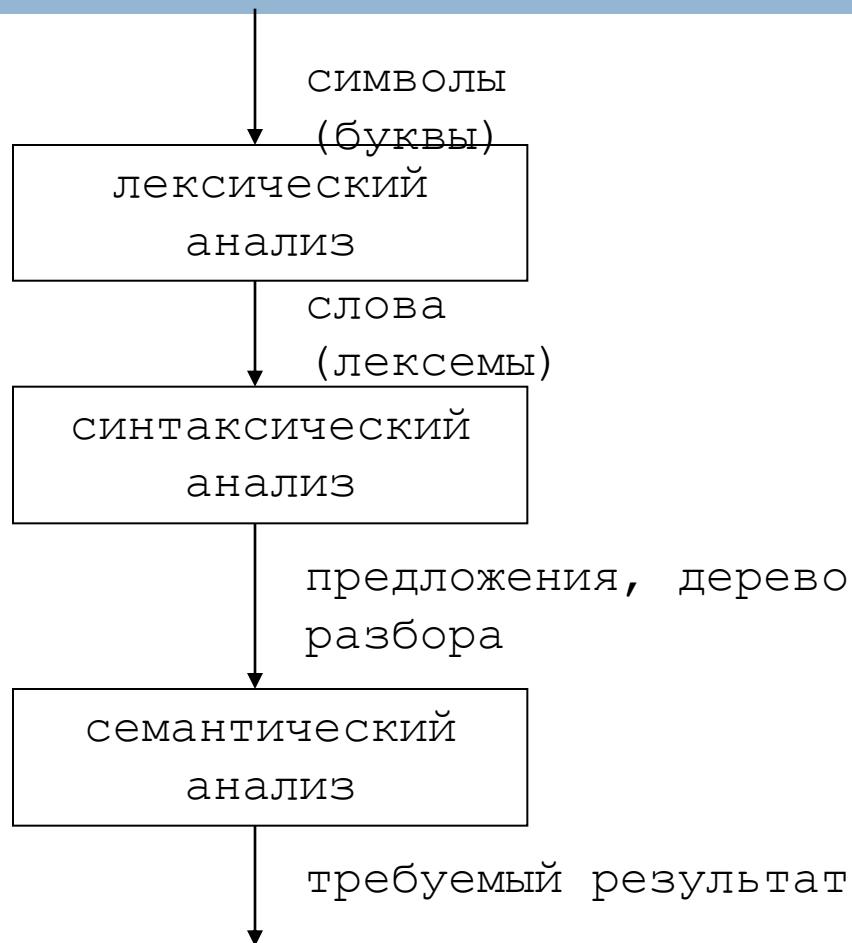 символы
(буквы)
лексический
анализ
слова
(лексемы)
синтаксический
анализ
предложения, дерево
разбора
семантический
анализ
требуемый результат